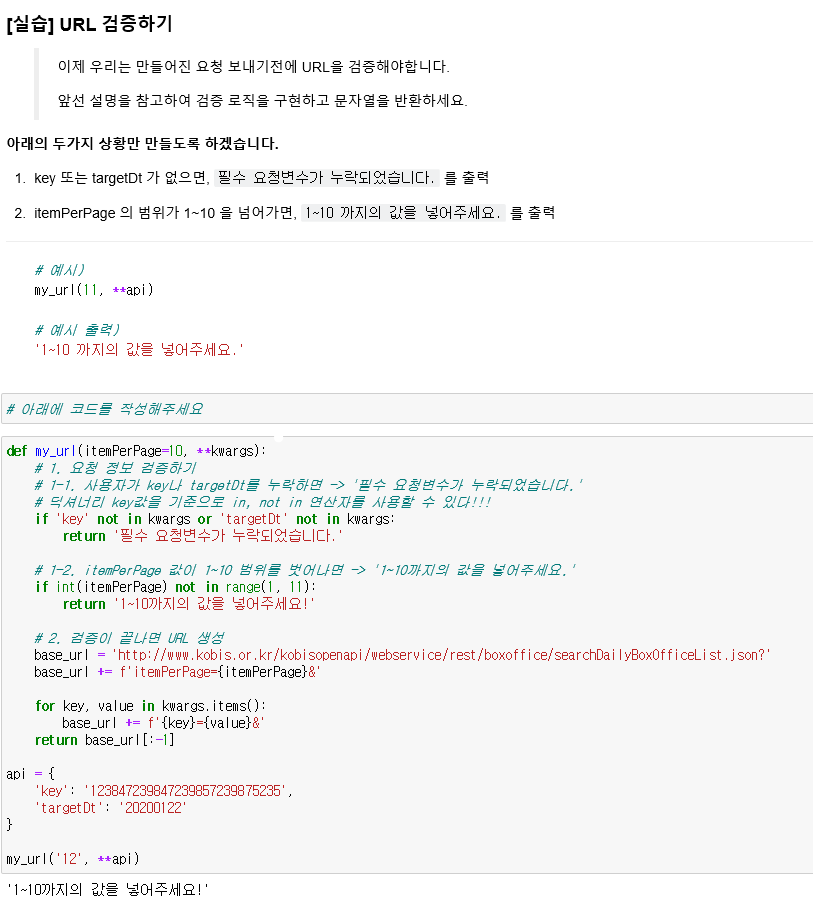 [실습] URL 검증하기
이제 우리는 만들어진 요청 보내기전에 URL을 검증해야합니다.
앞선 설명을 참고하여 검증 로직을 구현하고 문자열을 반환하세요.
아래의 두가지 상황만 만들도록 하겠습니다.
1. key 또는 targetDt 가 없으면, 필수 요청변수가 누락되었습니다. 를 출력
2. itemPerPage 의 범위가 1~10 을 넘어가면, 1~10 까지의 값을 넣어주세요. 를 출력
# 예시)
my_url(11, **api)
# 예시 출력)
'1~10 까지의 값을 넣어주세요.'
# 아래에 코드를 작성해주세요
def my_url(itemPerPage=10, **kwargs):
# 1. 요청 정보 검증하기
# 1-1. 사용자가 key나 targetDt를 누락하면 -> '필수 요청변수가 누락되었습니다.'
# 딕셔너리 key값을 기준으로 in, not in 연산자를 사용할 수 있다!!!
if 'key' not in kwargs or 'targetDt' not in kwargs:
return '필수 요청변수가 누락되었습니다.'
# 1-2. itemPerPage 값이 1~10 범위를 벗어나면 -> '1~10까지의 값을 넣어주세요.'
if int(itemPerPage) not in range(1, 11):
return '1~10까지의 값을 넣어주세요!'
# 2. 검증이 끝나면 URL 생성
base_url = 'http://www.kobis.or.kr/kobisopenapi/webservice/rest/boxoffice/searchDailyBoxOfficeList.json?'
base_url += f'itemPerPage={itemPerPage}&'
for key, value in kwargs.items():
base_url += f'{key}={value}&'
return base_url[:-1]
api = {
'key': '123847239847239857239875235',
'targetDt': '20200122'
}
my_url('12', **api)
'1~10까지의 값을 넣어주세요!'